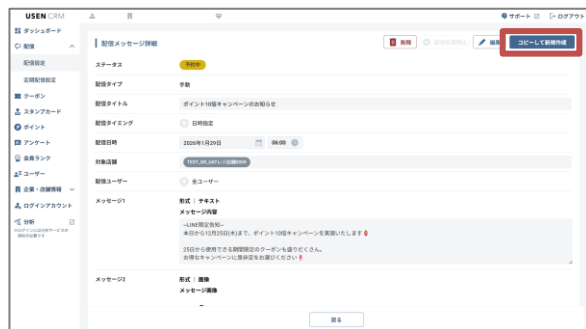 USEN CRM
サポート
ログアウト
ダッシュボード
配信
配信設定
定期配信設定
クーポン
スタンプカード
ポイント
アンケート
会員ランク
ユーザー
企業・店舗情報
ログインアカウント
分析
配信メッセージ詳細
削除
コピーして新規作成
ステータス
予約中
配信タイプ
手動
配信タイトル
ポイント10倍キャンペーンのお知らせ
配信タイミング
日時指定
配信日時
2026年1月29日
06:00
対象店舗
配信ユーザー
全ユーザー
メッセージ1
形式 | テキスト
メッセージ内容
~LINE限定告知~
本日から12月25日(木)まで、ポイント10倍キャンペーンを実施いたします
25日から使用できる期間限定のクーポンも盛りだくさん。
お得なキャンペーンに是非足をお運びください
メッセージ2
形式 | 画像
メッセージ画像
戻る